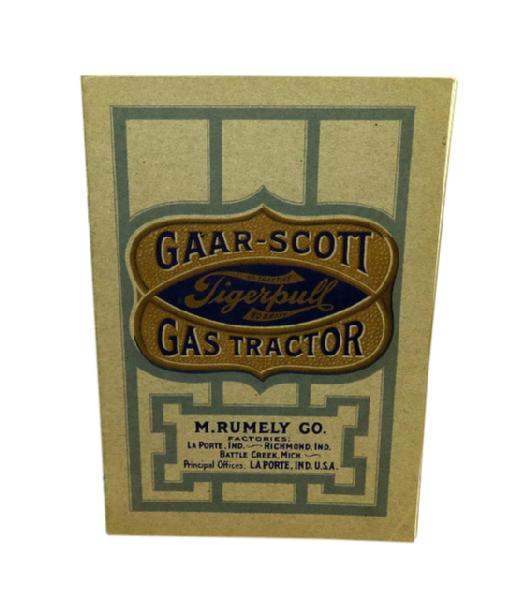 GAAR-SCOTT
Tigerpull
GAS TRACTOR
M. RUMELY CO.
FACTORIES:
LA PORTE, IND. RICHMOND, IND.
BATTLE CREEK, MICH.
Principal Offices: LA PORTE, IND. U.S.A.